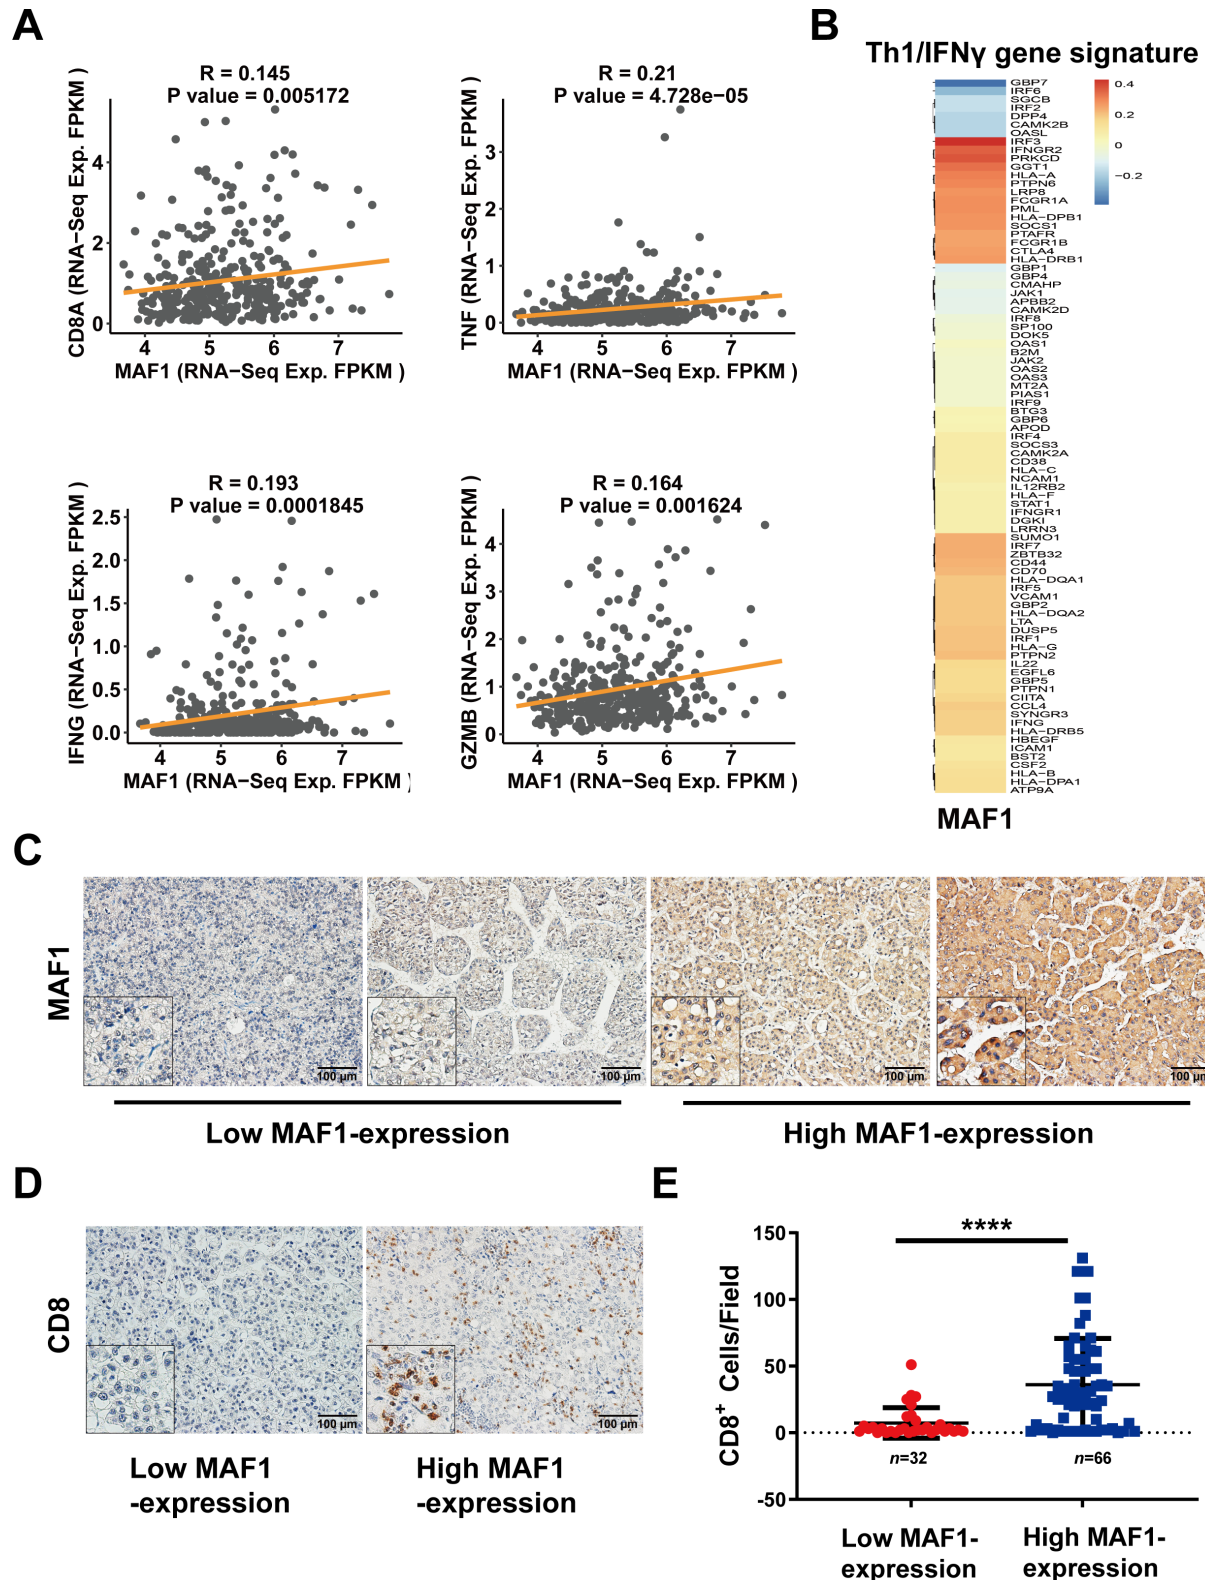 A
R = 0.145
P value = 0.005172
CD8A (RNA−Seq Exp. FPKM )
4
2
0
4 5 6 7
MAF1 (RNA−Seq Exp. FPKM )
R = 0.21
P value = 4.728e−05
TNF (RNA−Seq Exp. FPKM )
3
2
1
0
4 5 6 7
MAF1 (RNA−Seq Exp. FPKM )
R = 0.193
P value = 0.0001845
IFNG (RNA−Seq Exp. FPKM )
2.5
2.0
1.5
1.0
0.5
0.0
4 5 6 7
MAF1 (RNA−Seq Exp. FPKM )
R = 0.164
P value = 0.001624
GZMB (RNA−Seq Exp. FPKM )
4
3
2
1
0
4 5 6 7
MAF1 (RNA−Seq Exp. FPKM )
B
Th1/IFNγ gene signature
GBP7
IRF6
SGCB
IRF2
DPP4
CAMK2B
OASL
IRF3
IFNGR2
PRKCD
GGT1
HLA−A
PTPN6
LRP8
FCGR1A
PML
HLA−DPB1
SOCS1
PTAFR
FCGR1B
CTLA4
HLA−DRB1
GBP1
GBP4
CMAHP
JAK1
APBB2
CAMK2D
IRF8
SP100
DOK5
OAS1
B2M
JAK2
OAS2
OAS3
MT2A
PIAS1
IRF9
BTG3
GBP6
APOD
IRF4
SOCS3
CAMK2A
CD38
HLA−C
NCAM1
IL12RB2
HLA−F
STAT1
IFNGR1
DGKI
LRRN3
SUMO1
IRF7
ZBTB32
CD44
CD70
HLA−DQA1
IRF5
VCAM1
GBP2
HLA−DQA2
LTA
DUSP5
IRF1
HLA−G
PTPN2
IL22
EGFL6
GBP5
PTPN1
CIITA
CCL4
SYNGR3
IFNG
HLA−DRB5
HBEGF
ICAM1
BST2
CSF2
HLA−B
HLA−DPA1
ATP9A
0.4
0.2
0
−0.2
MAF1
C
MAF1
100 µm
100 µm
100 µm
100 µm
Low MAF1-expression
High MAF1-expression
D
CD8
100 µm
100 µm
Low MAF1
-expression
High MAF1
-expression
E
CD8+ Cells/Field
150
100
50
0
-50
****
n=32
n=66
Low MAF1-
expression
High MAF1-
expression